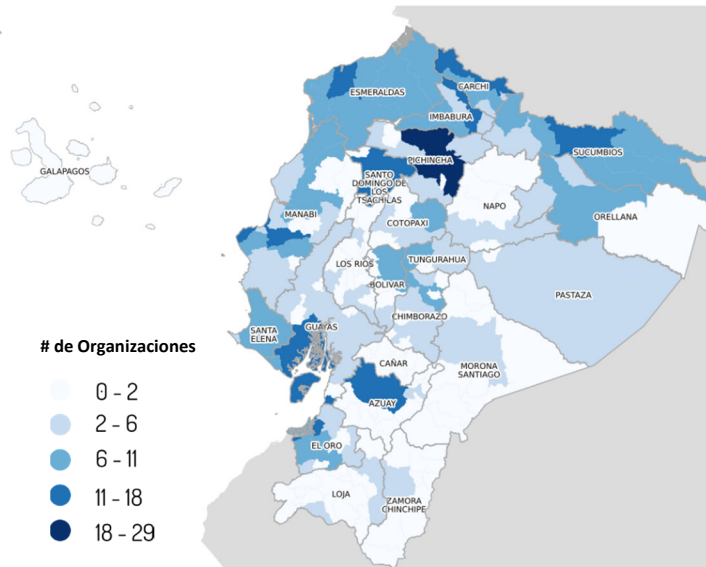 ESMERALDAS
CARCHI
IMBABURA
SUCUMBIOS
PICHINCHA
GALAPAGOS
SANTO
DOMINGO DE
LOS
TSACHILAS
NAPO
MANABI
ORELLANA
COTOPAXI
LOS RIOS
TUNGURAHUA
BOLIVAR
PASTAZA
CHIMBORAZO
SANTA
ELENA
GUAYAS
# de Organizaciones
CAÑAR
MORONA
SANTIAGO
0 - 2
AZUAY
2 - 6
EL ORO
6 - 11
11 - 18
LOJA
ZAMORA
CHINCHIPE
18 - 29